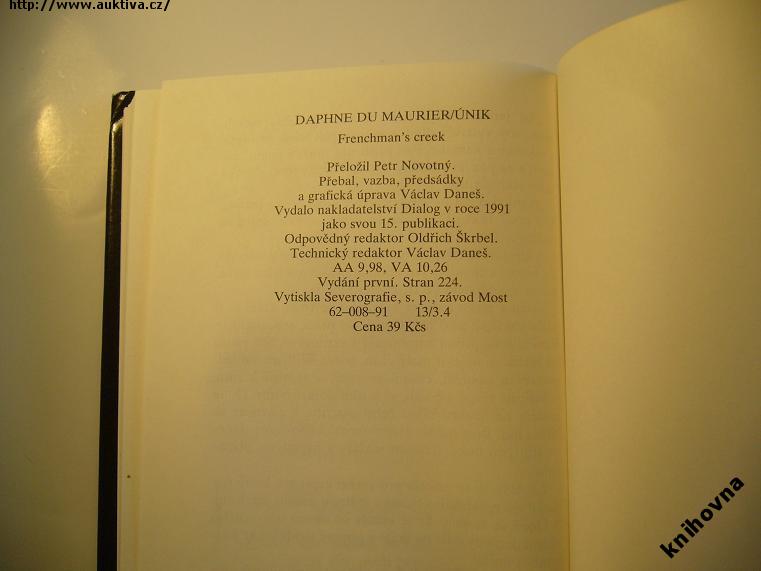 http://www.auktiva.cz/
DAPHNE DU MAURIER/ÚNIK
Frenchman's creek
Přeložil Petr Novotný.
Přebal, vazba, předsádky
a grafická úprava Václav Daneš.
Vydalo nakladatelství Dialog v roce 1991
jako svou 15. publikaci.
Odpovědný redaktor Oldřich Škrbel.
Technický redaktor Václav Daneš.
AA 9,98, VA 10,26
Vydání první. Stran 224.
Vytiskla Severografie, s. p., závod Most
62–008–91 13/3.4
Cena 39 Kčs
knihovna